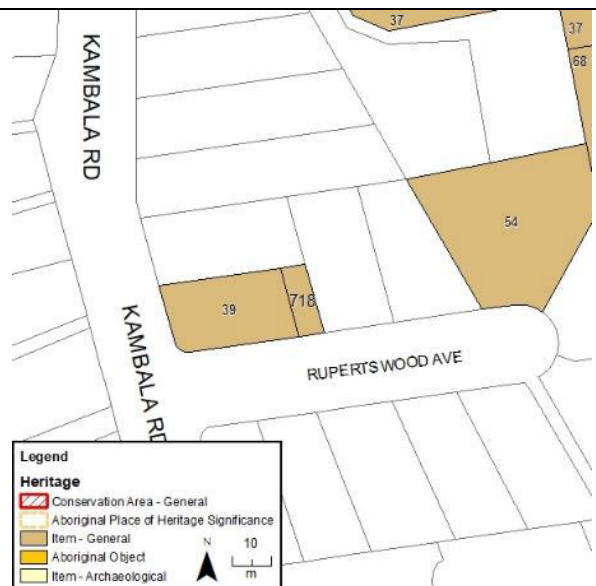 37
37
68
KAMBALA RD
54
39
718
KAMBALA RD
RUPERTSWOOD AVE
Legend
Heritage
Conservation Area - General
Aboriginal Place of Heritage Significance
Item - General
Aboriginal Object
Item - Archaeological
N
10
m